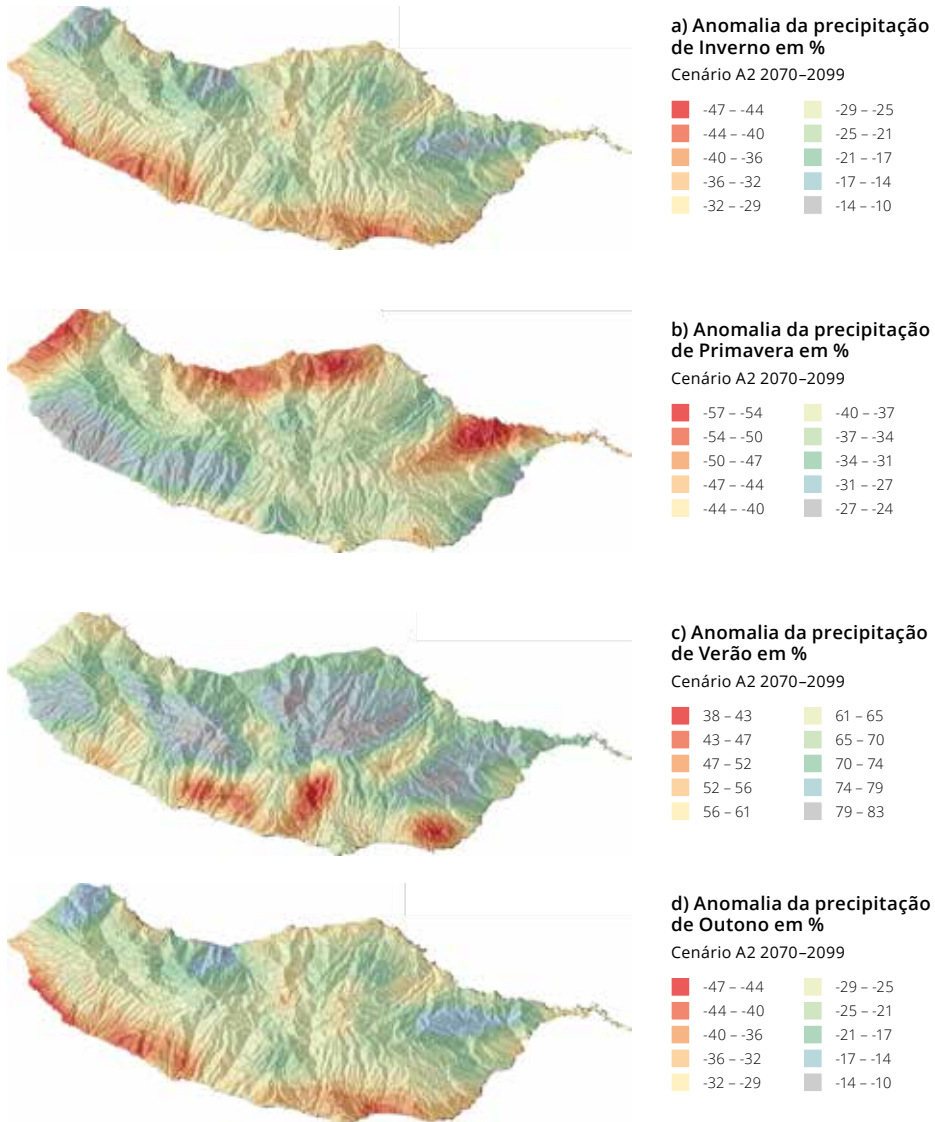 a) Anomalia da precipitação
de Inverno em %
Cenário A2 2070–2099
-47 – -44
-44 – -40
-40 – -36
-36 – -32
-32 – -29
-29 – -25
-25 – -21
-21 – -17
-17 – -14
-14 – -10
b) Anomalia da precipitação
de Primavera em %
Cenário A2 2070–2099
-57 – -54
-54 – -50
-50 – -47
-47 – -44
-44 – -40
-40 – -37
-37 – -34
-34 – -31
-31 – -27
-27 – -24
c) Anomalia da precipitação
de Verão em %
Cenário A2 2070–2099
38 – 43
43 – 47
47 – 52
52 – 56
56 – 61
61 – 65
65 – 70
70 – 74
74 – 79
79 – 83
d) Anomalia da precipitação
de Outono em %
Cenário A2 2070–2099
-47 – -44
-44 – -40
-40 – -36
-36 – -32
-32 – -29
-29 – -25
-25 – -21
-21 – -17
-17 – -14
-14 – -10